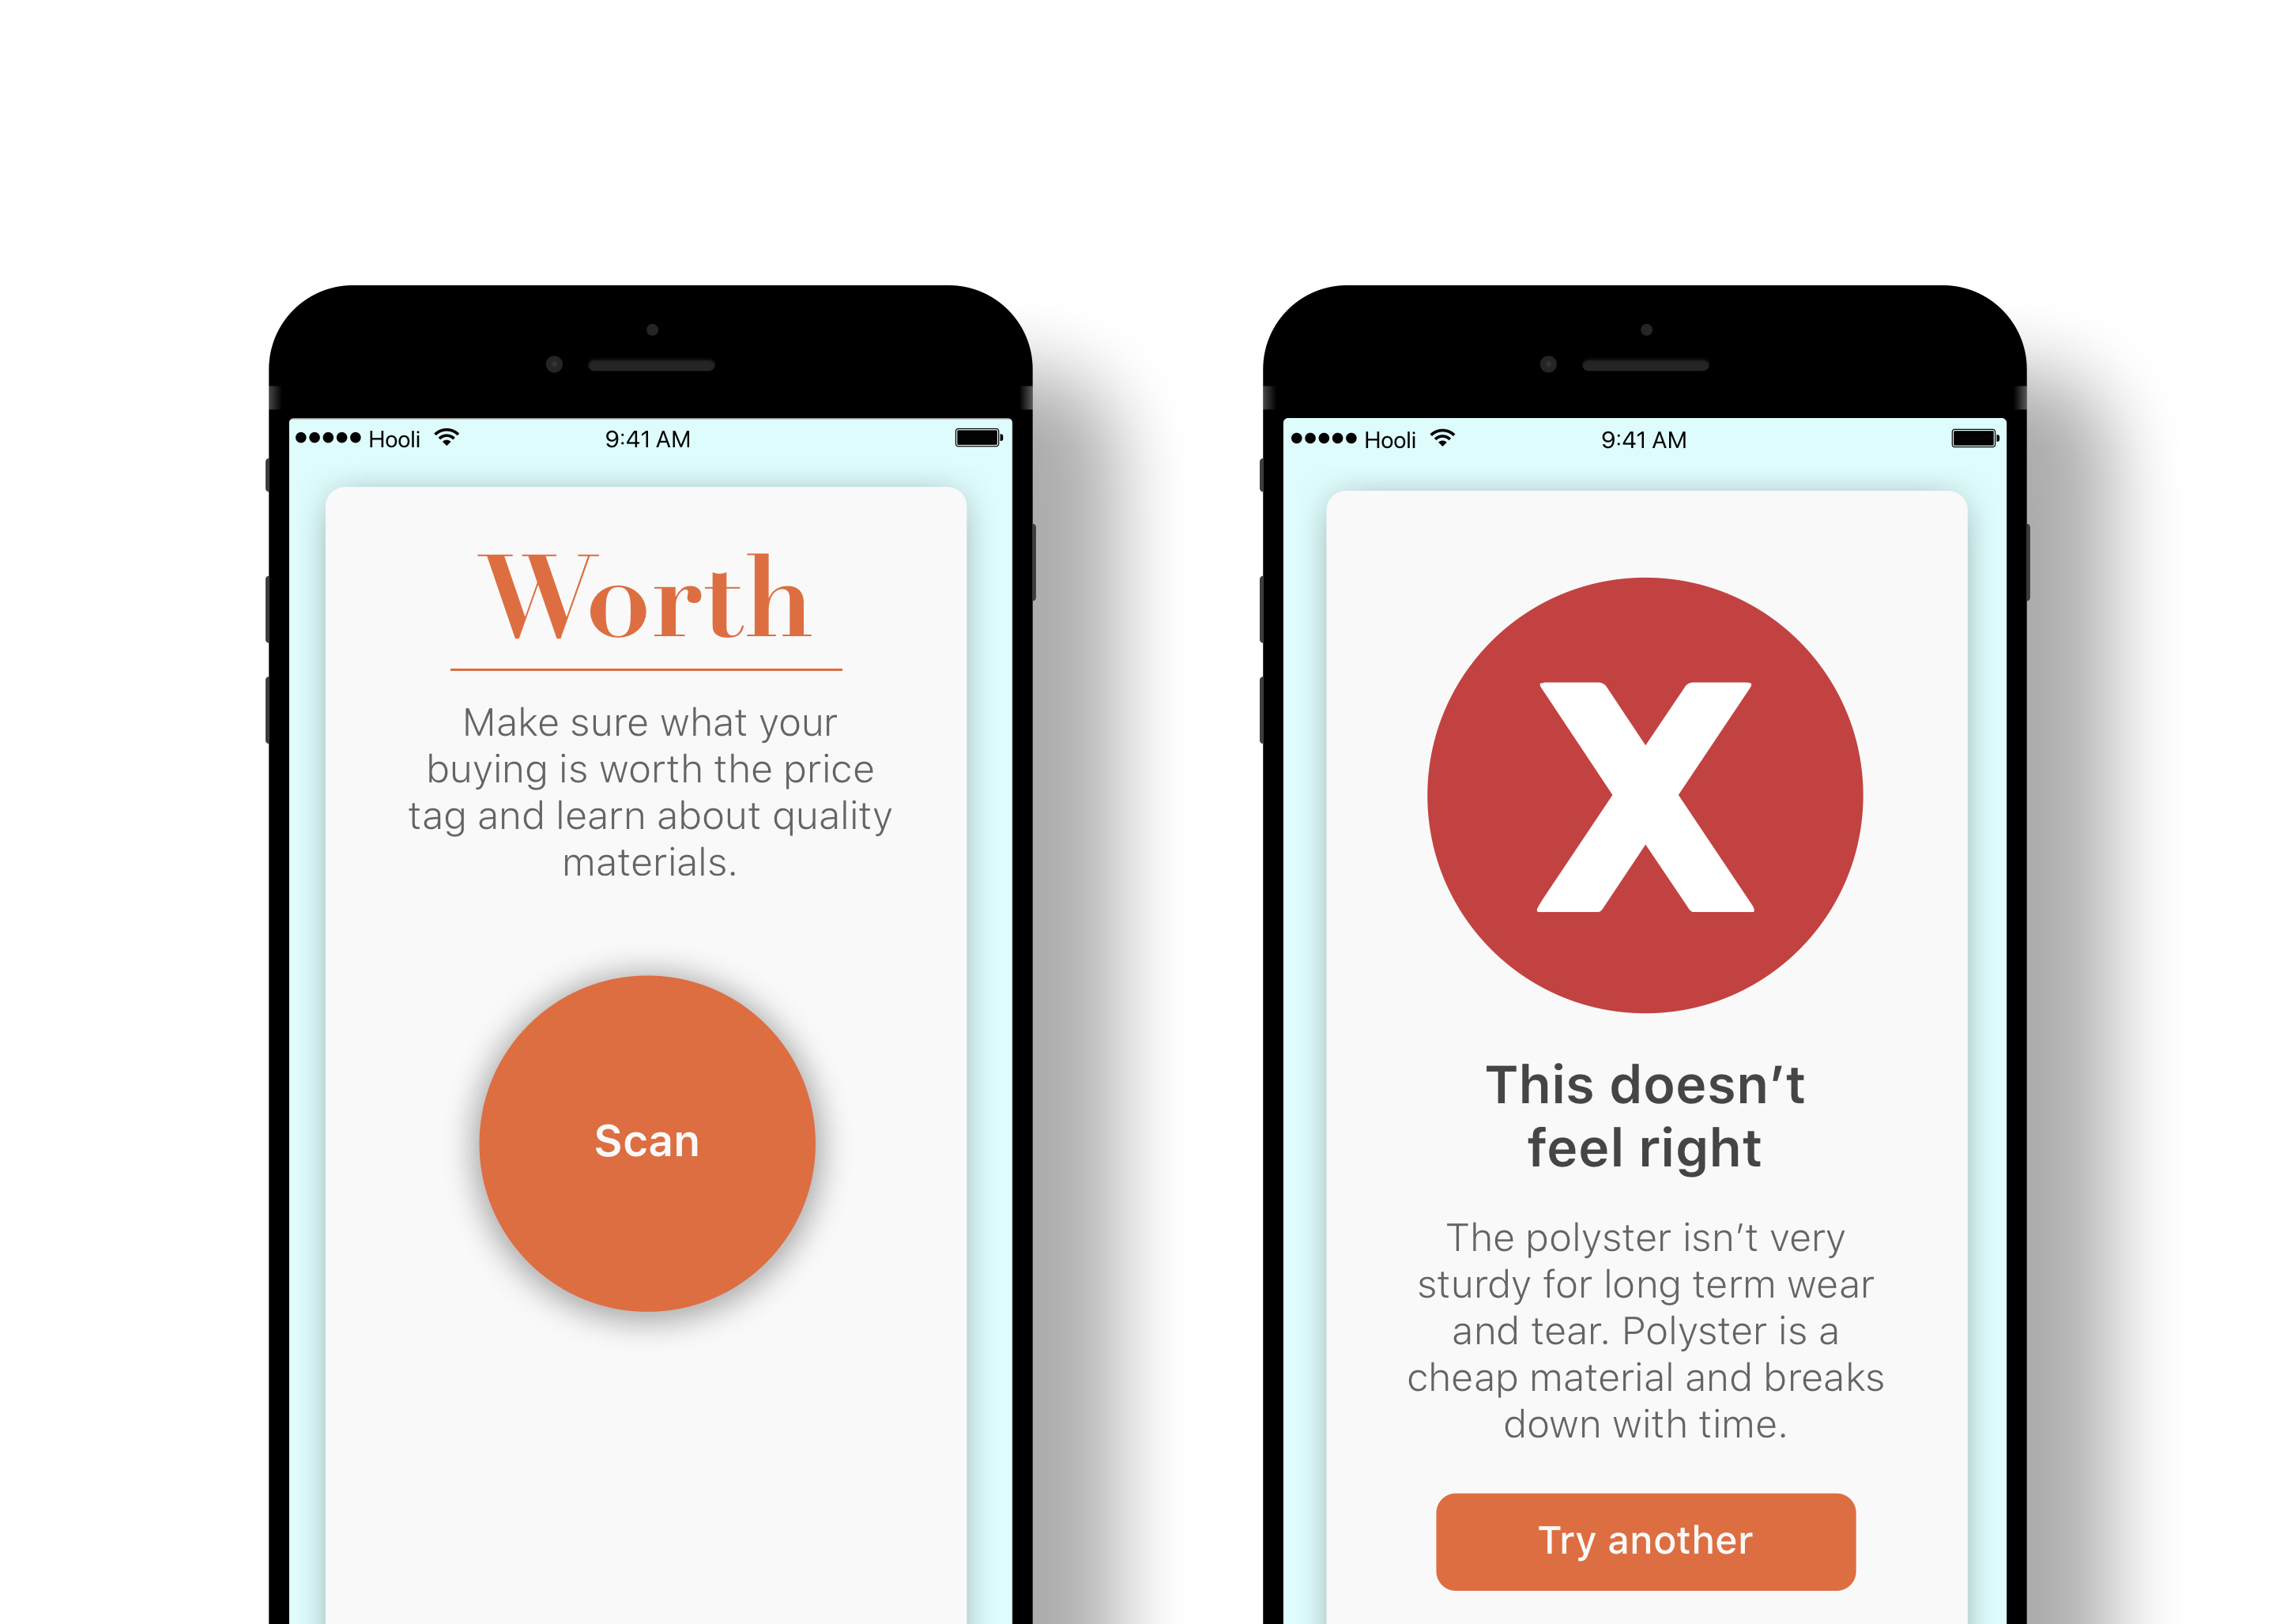 Hooli
9:41 AM
Worth
Make sure what your
buying is worth the price
tag and learn about quality
materials.
Scan
Hooli
9:41 AM
X
This doesn’t
feel right
The polyster isn’t very
sturdy for long term wear
and tear. Polyster is a
cheap material and breaks
down with time.
Try another